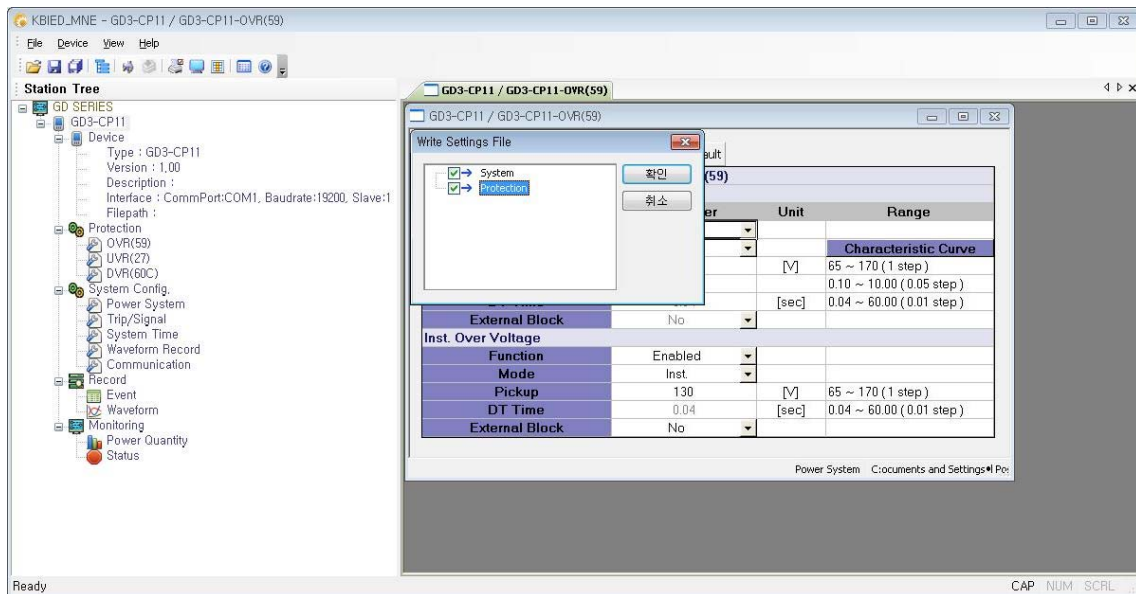 KBIED_MNE - GD3-CP11 / GD3-CP11-OVR(59)
File Device View Help
Station Tree
GD SERIES
GD3-CP11
Device
Type : GD3-CP11
Version : 1,00
Description :
Interface : CommPort:COM1, Baudrate:19200, Slave:1
Filepath :
Protection
OVR(59)
UVR(27)
DVR(60C)
System Config,
Power System
Trip/Signal
System Time
Waveform Record
Communication
Record
Event
Waveform
Monitoring
Power Quantity
Status
GD3-CP11 / GD3-CP11-OVR(59)
GD3-CP11 / GD3-CP11-OVR(59)
Write Settings File
System
Protection
확인
취소
(59)
Unit Range
Characteristic Curve
[V] 65 ~ 170 ( 1 step )
0.10 ~ 10.00 ( 0.05 step )
[sec] 0.04 ~ 60.00 ( 0.01 step )
External Block No
Inst. Over Voltage
Function Enabled
Mode Inst.
Pickup 130 [V] 65 ~ 170 ( 1 step )
DT Time 0.04 [sec] 0.04 ~ 60.00 ( 0.01 step )
External Block No
Power System C:ocuments and Settings
Ready
CAP NUM SCRL